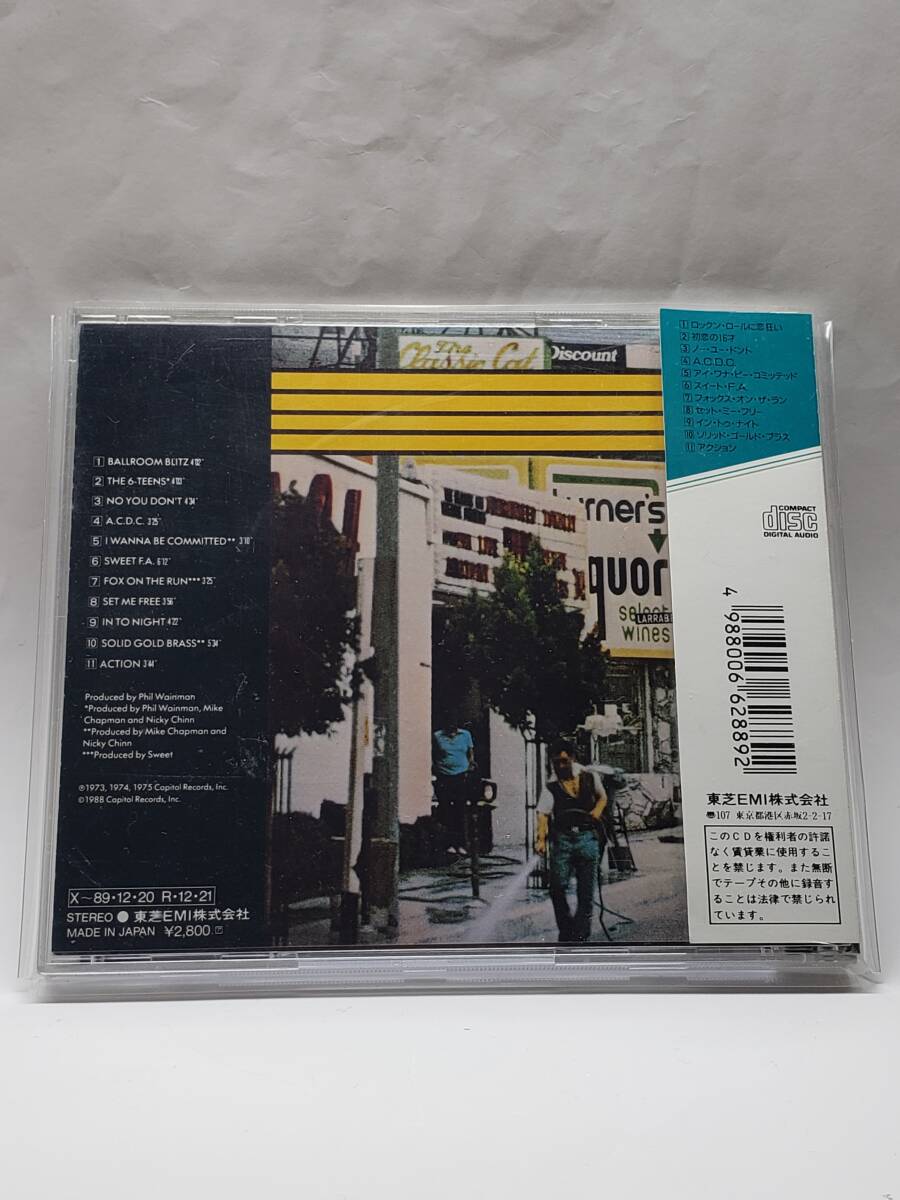 1 BALLROOM BLITZ 4'02"
2 THE 6-TEENS* 4'03"
3 NO YOU DON'T 4'34"
4 A.C.D.C. 3'25"
5 I WANNA BE COMMITTED** 3'10"
6 SWEET F.A. 6'12"
7 FOX ON THE RUN*** 3'25"
8 SET ME FREE 3'56"
9 IN TO NIGHT 4'22"
10 SOLID GOLD BRASS** 5'34"
11 ACTION 3'44"
Produced by Phil Wainman
*Produced by Phil Wainman, Mike
Chapman and Nicky Chinn
**Produced by Mike Chapman and
Nicky Chinn
***Produced by Sweet
℗1973, 1974, 1975 Capitol Records, Inc.
©1988 Capitol Records, Inc.
X~89・12・20 R・12・21
STEREO ● 東芝EMI株式会社
MADE IN JAPAN ¥2,800.
The
Classic Cat
Discount
rner's
quor
select
LARRAB
wines
1 ロックン・ロールに恋狂い
2 初恋の16才
3 ノー・ユー・ドント
4 A.C.D.C.
5 アイ・ワナ・ビー・コミッテッド
6 スイート・F.A.
7 フォックス・オン・ザ・ラン
8 セット・ミー・フリー
9 イン・トゥ・ナイト
10 ソリッド・ゴールド・ブラス
11 アクション
COMPACT
disc
DIGITAL AUDIO
4 988006 628892
東芝EMI株式会社
〒107 東京都港区赤坂2-2-17
このCDを権利者の許諾
なく賃貸業に使用するこ
とを禁じます。また無断
でテープその他に録音す
ることは法律で禁じられ
ています。